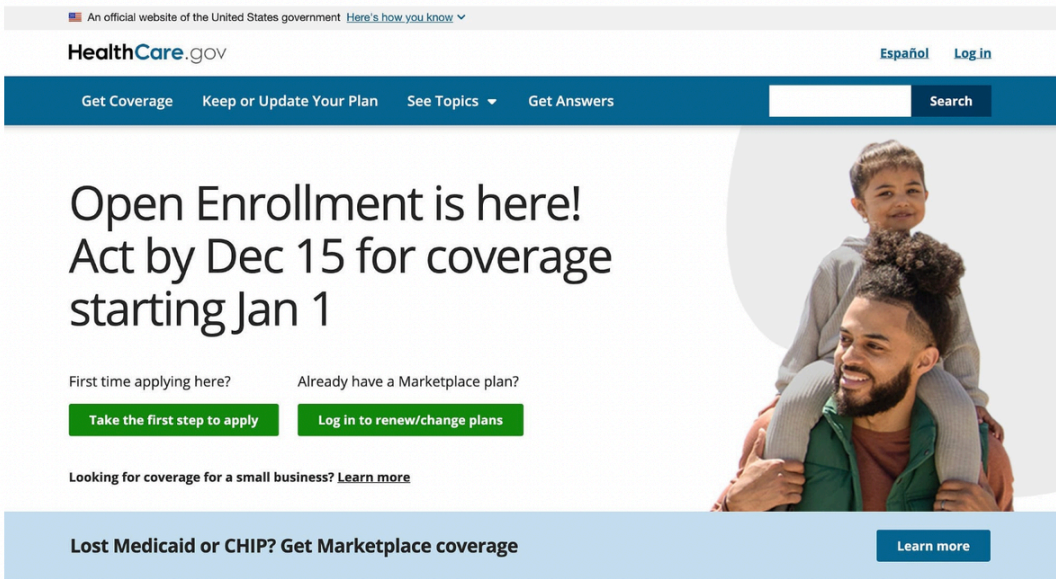 An official website of the United States government Here's how you know
HealthCare.gov
Español Log in
Get Coverage Keep or Update Your Plan See Topics Get Answers Search
Open Enrollment is here!
Act by Dec 15 for coverage
starting Jan 1
First time applying here? Already have a Marketplace plan?
Take the first step to apply Log in to renew/change plans
Looking for coverage for a small business? Learn more
Lost Medicaid or CHIP? Get Marketplace coverage Learn more